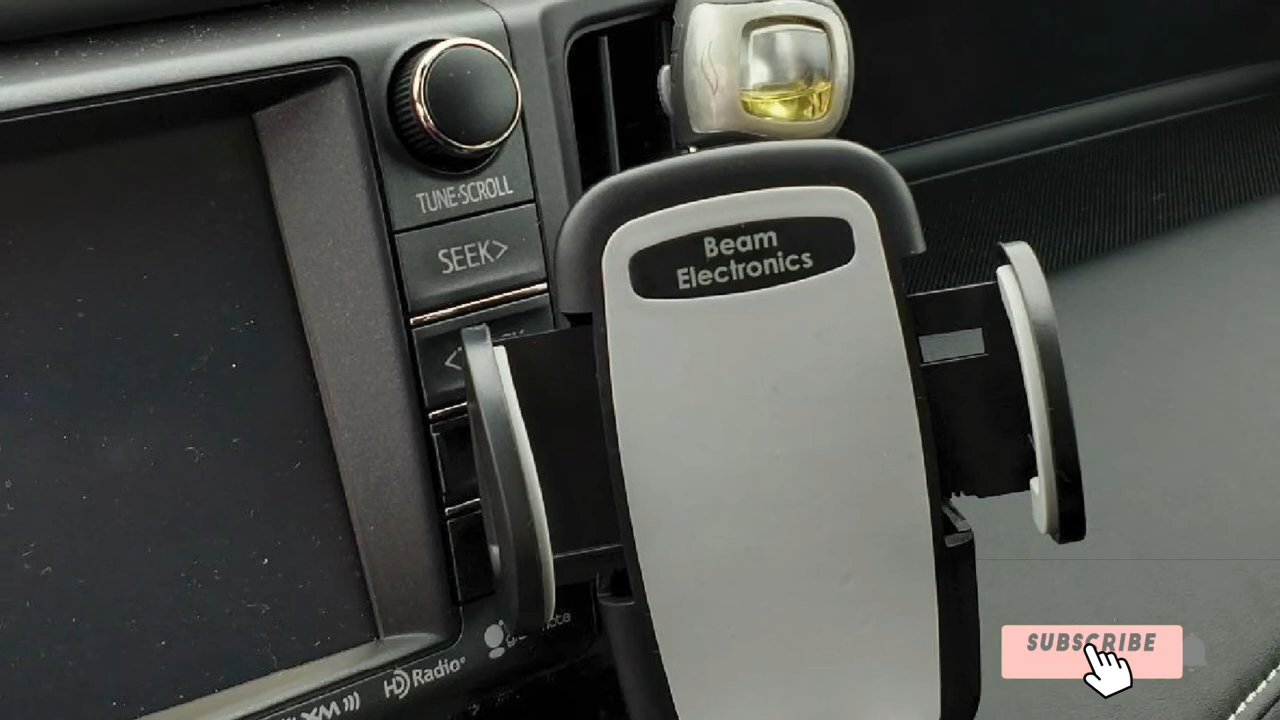 TUNE·SCROLL
SEEK>
Beam
Electronics
HD Radio®
SUBSCRIBE